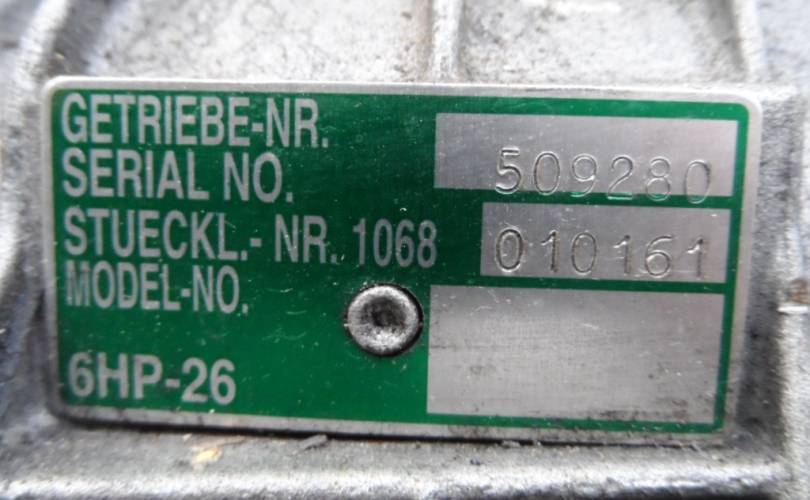 GETRIEBE-NR.
SERIAL NO. 509280
STUECKL.- NR. 1068 010161
MODEL-NO.
6HP-26